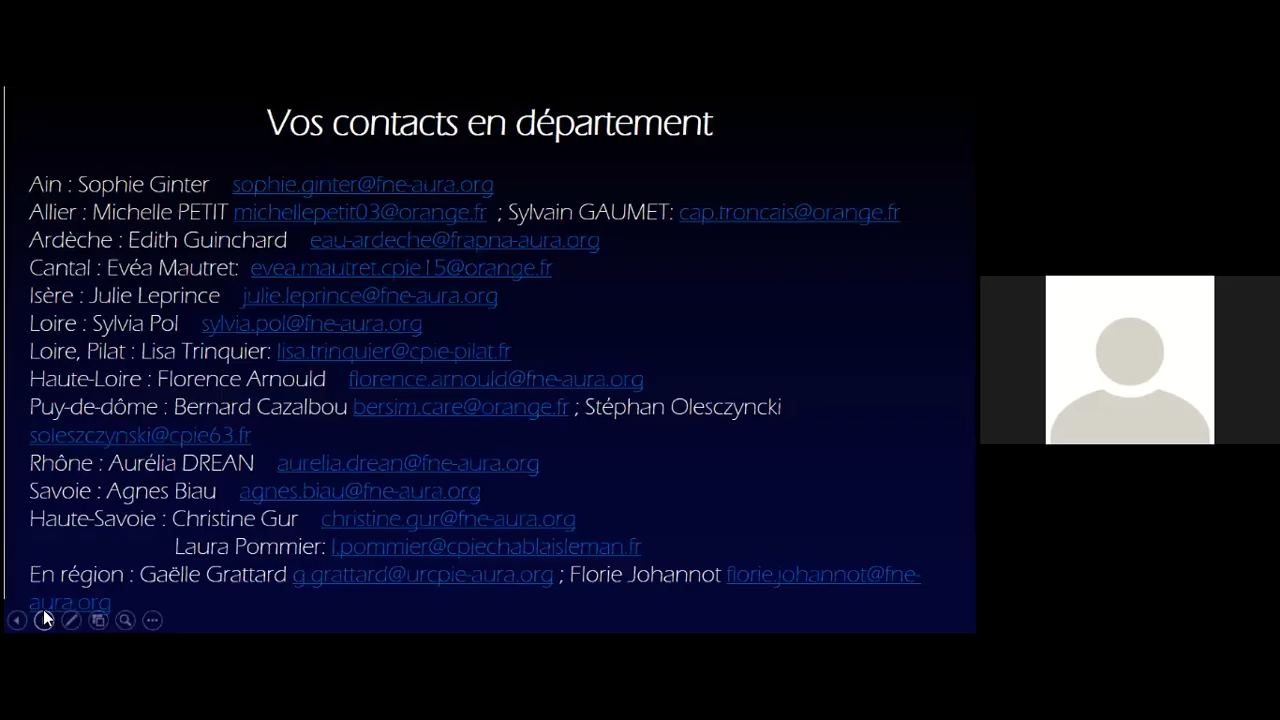 Vos contacts en département
Ain : Sophie Ginter sophie.ginter@fne-aura.org
Allier : Michelle PETIT michellepetit03@orange.fr ; Sylvain GAUMET: cap.troncais@orange.fr
Ardèche : Edith Guinchard eau-ardeche@frapna-aura.org
Cantal : Evéa Mautret: evea.mautret.cpie15@orange.fr
Isère : Julie Leprince julie.leprince@fne-aura.org
Loire : Sylvia Pol sylvia.pol@fne-aura.org
Loire, Pilat : Lisa Trinquier: lisa.trinquier@cpie-pilat.fr
Haute-Loire : Florence Arnould florence.arnould@fne-aura.org
Puy-de-dôme : Bernard Cazalbou bersim.care@orange.fr ; Stéphan Olesczyncki
soleszczynski@cpie63.fr
Rhône : Aurélia DREAN aurelia.drean@fne-aura.org
Savoie : Agnes Biau agnes.biau@fne-aura.org
Haute-Savoie : Christine Gur christine.gur@fne-aura.org
Laura Pommier: l.pommier@cpiechablaisleman.fr
En région : Gaëlle Grattard g.grattard@urcpie-aura.org ; Florie Johannot florie.johannot@fne-
aura.org